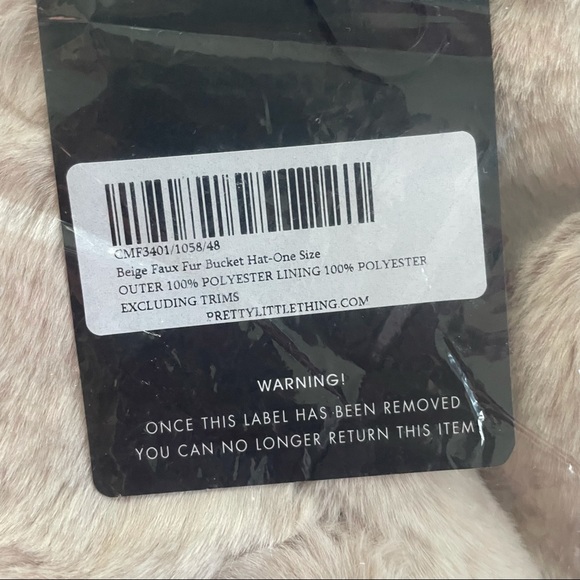 CMF3401/1058/48
Beige Faux Fur Bucket Hat-One Size
OUTER 100% POLYESTER LINING 100% POLYESTER
EXCLUDING TRIMS
PRETTYLITTLETHING.COM
WARNING!
ONCE THIS LABEL HAS BEEN REMOVED
YOU CAN NO LONGER RETURN THIS ITEM